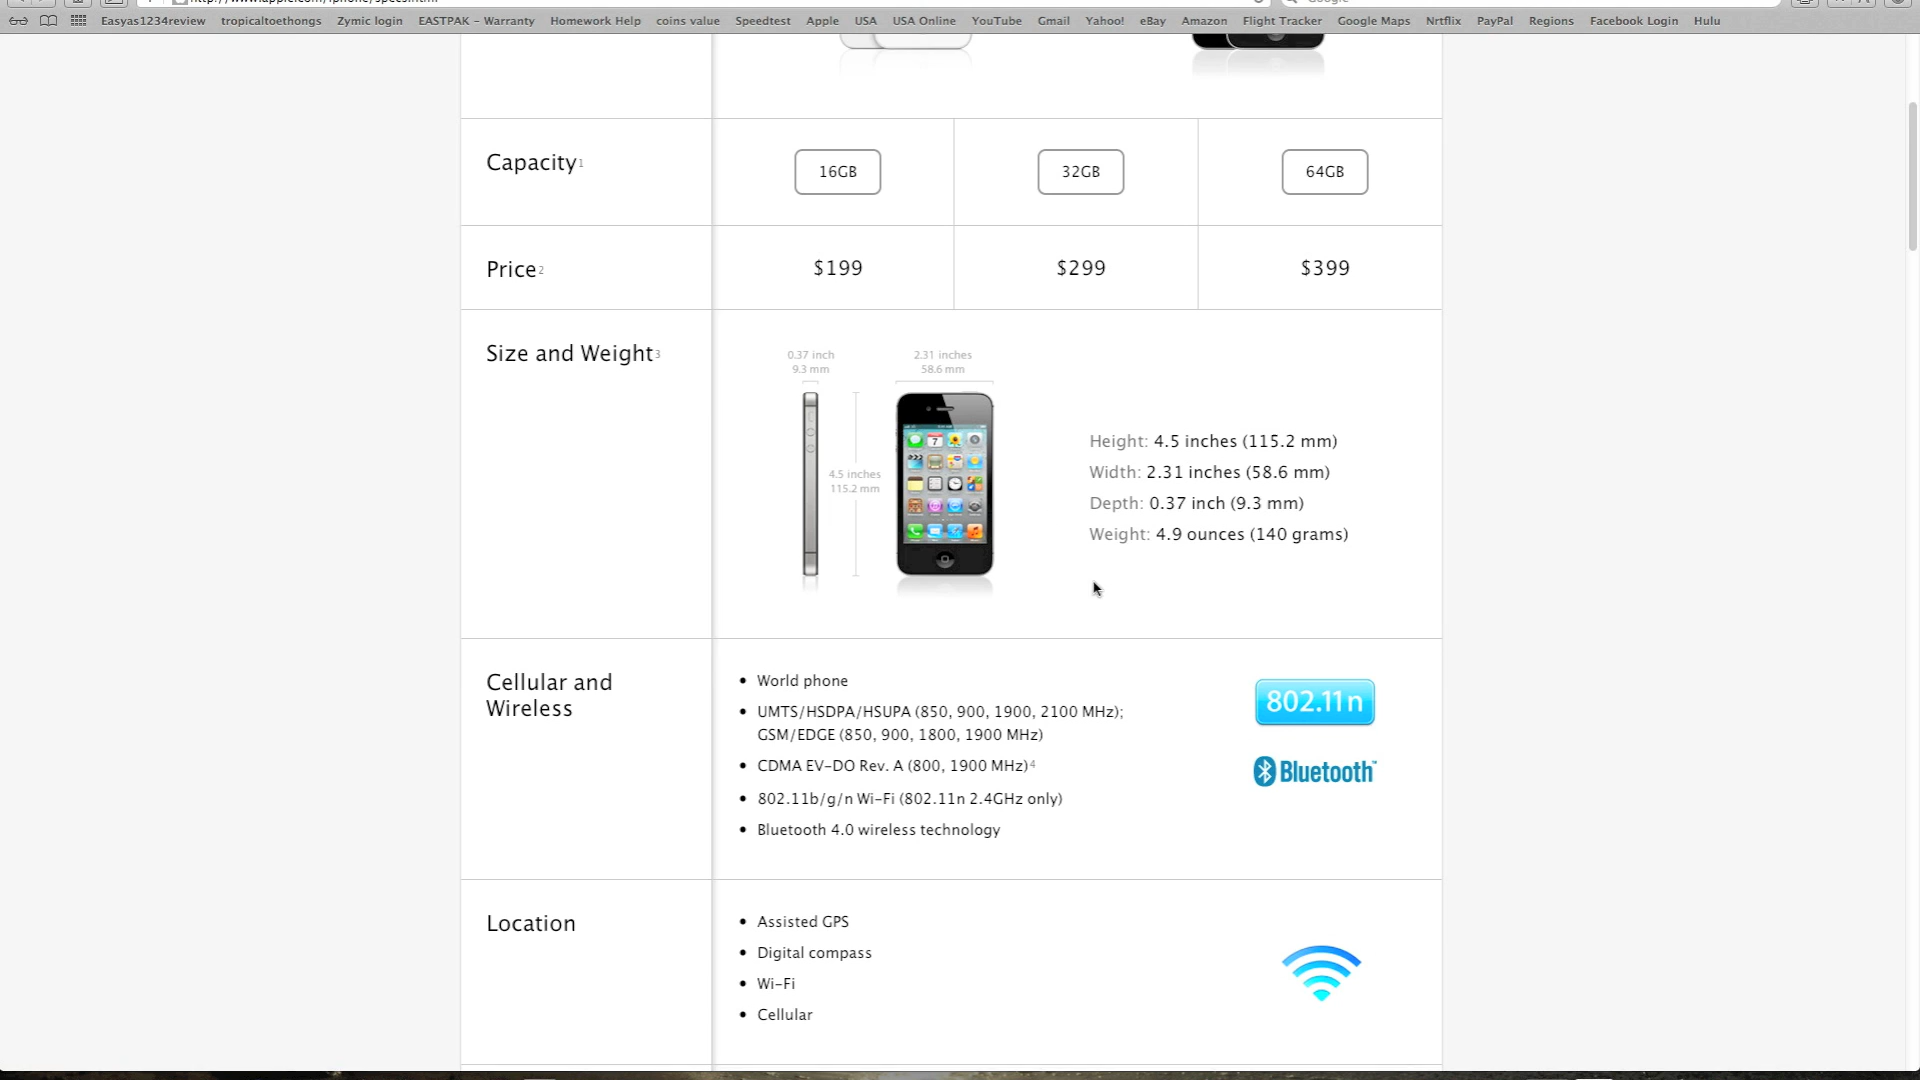 Easyas1234review tropicaltoethongs Zymic login EASTPAK - Warranty Homework Help coins value Speedtest Apple USA USA Online YouTube Gmail Yahoo! eBay Amazon Flight Tracker Google Maps Nrtflix PayPal Regions Facebook Login Hulu
Capacity1 16GB 32GB 64GB
Price2 $199 $299 $399
Size and Weight3
0.37 inch
9.3 mm
2.31 inches
58.6 mm
4.5 inches
115.2 mm
Height: 4.5 inches (115.2 mm)
Width: 2.31 inches (58.6 mm)
Depth: 0.37 inch (9.3 mm)
Weight: 4.9 ounces (140 grams)
Cellular and
Wireless
• World phone
• UMTS/HSDPA/HSUPA (850, 900, 1900, 2100 MHz);
GSM/EDGE (850, 900, 1800, 1900 MHz)
• CDMA EV-DO Rev. A (800, 1900 MHz)4
• 802.11b/g/n Wi-Fi (802.11n 2.4GHz only)
• Bluetooth 4.0 wireless technology
802.11n
Bluetooth™
Location
• Assisted GPS
• Digital compass
• Wi-Fi
• Cellular